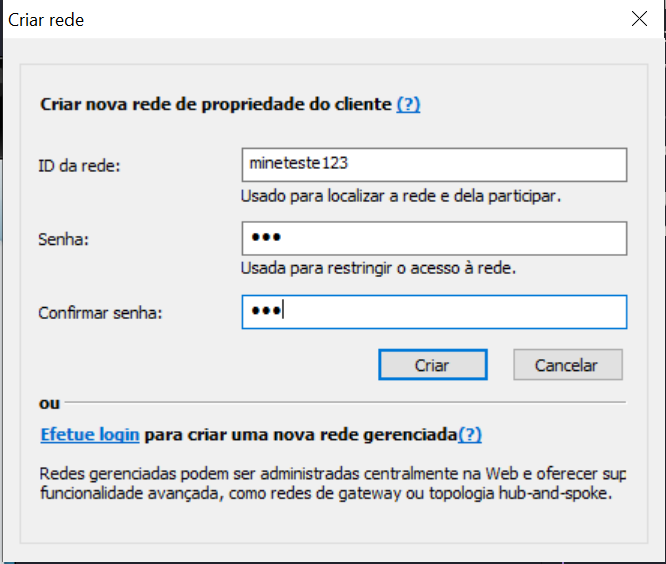 Criar rede
Criar nova rede de propriedade do cliente (?)
ID da rede: mineteste123
Usado para localizar a rede e dela participar.
Senha: •••
Usada para restringir o acesso à rede.
Confirmar senha: •••
Criar Cancelar
ou
Efetue login para criar uma nova rede gerenciada(?)
Redes gerenciadas podem ser administradas centralmente na Web e oferecer sup
funcionalidade avançada, como redes de gateway ou topologia hub-and-spoke.